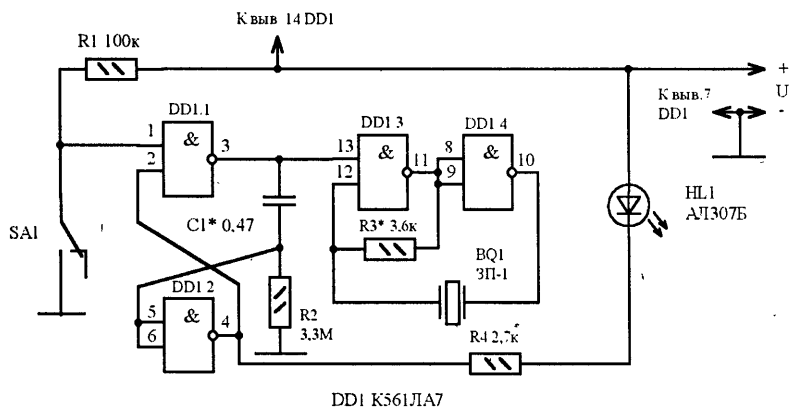 К выв 14 DD1
R1 100к
+
U
-
К выв.7
DD1
DD1.1
&
1
2
3
DD1 3
&
13
12
11
DD1 4
&
8
9
10
C1* 0,47
R3* 3,6к
HL1
АЛ307Б
SA1
BQ1
ЗП-1
DD1 2
&
5
6
4
R2
3,3М
R4 2,7к
DD1 К561ЛА7